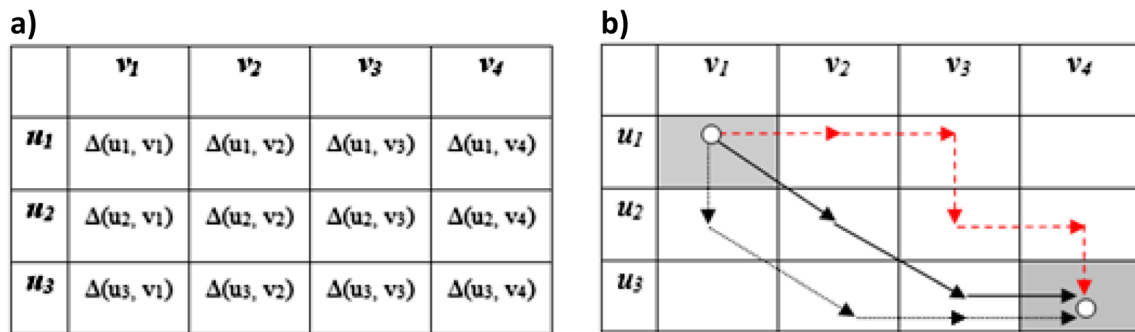 a)
v1 v2 v3 v4
u1 Δ(u1, v1) Δ(u1, v2) Δ(u1, v3) Δ(u1, v4)
u2 Δ(u2, v1) Δ(u2, v2) Δ(u2, v3) Δ(u2, v4)
u3 Δ(u3, v1) Δ(u3, v2) Δ(u3, v3) Δ(u3, v4)
b)
v1 v2 v3 v4
u1
u2
u3